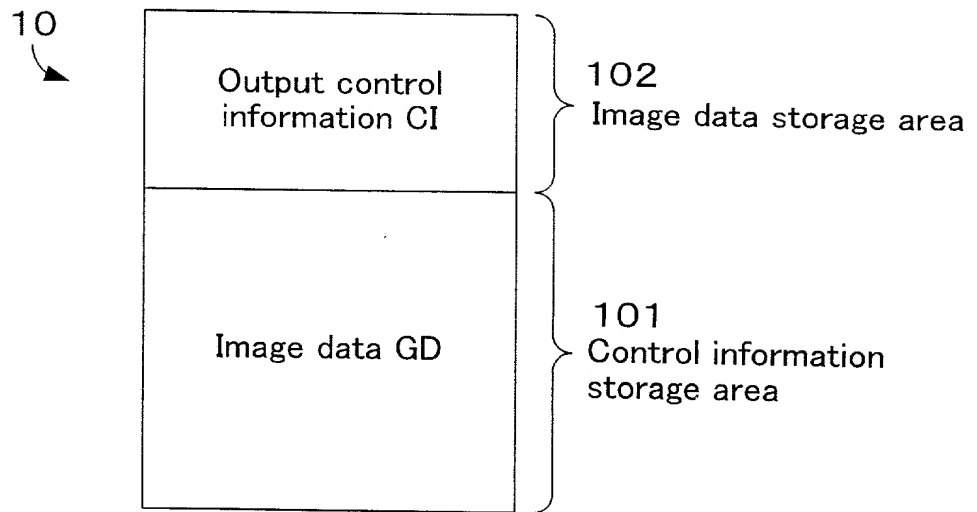 10
Output control
information CI
102
Image data storage area
Image data GD
101
Control information
storage area